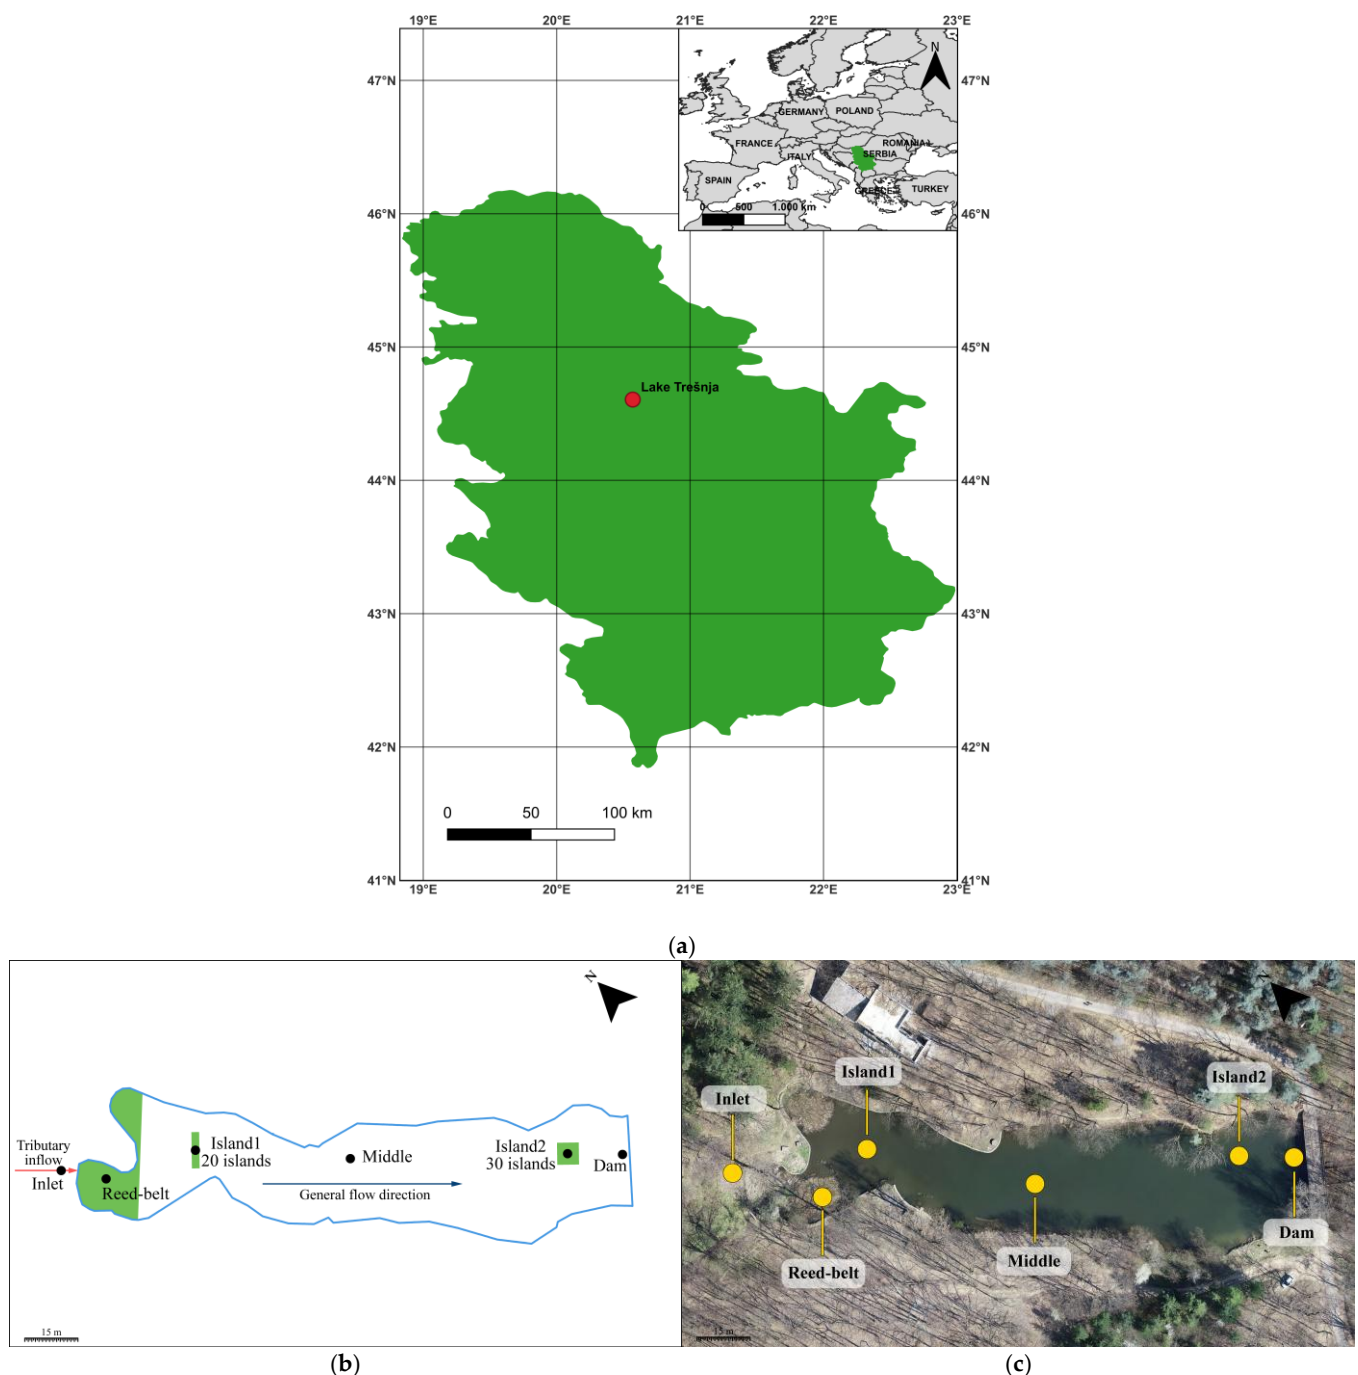 19°E 20°E 21°E 22°E 23°E
47°N
46°N
45°N
44°N
43°N
42°N
41°N
N
GERMANY
POLAND
FRANCE
ROMANIA
ITALY
SERBIA
SPAIN
GREECE
TURKEY
0 500 1.000 km
47°N
46°N
45°N
44°N
43°N
42°N
41°N
Lake Trešnja
0 50 100 km
19°E 20°E 21°E 22°E 23°E
(a)
N
Tributary
inflow
Inlet
Reed-belt
Island1
20 islands
Middle
General flow direction
Island2
30 islands
Dam
15 m
(b)
Inlet
Island1
Island2
Reed-belt
Middle
Dam
15 m
(c)